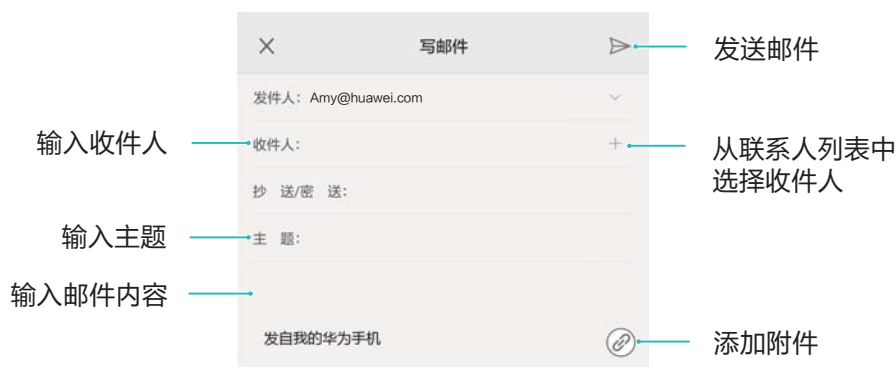 写邮件
发送邮件
发件人：Amy@huawei.com
输入收件人
收件人：
从联系人列表中
选择收件人
抄 送/密 送：
输入主题
主 题：
输入邮件内容
发自我的华为手机
添加附件